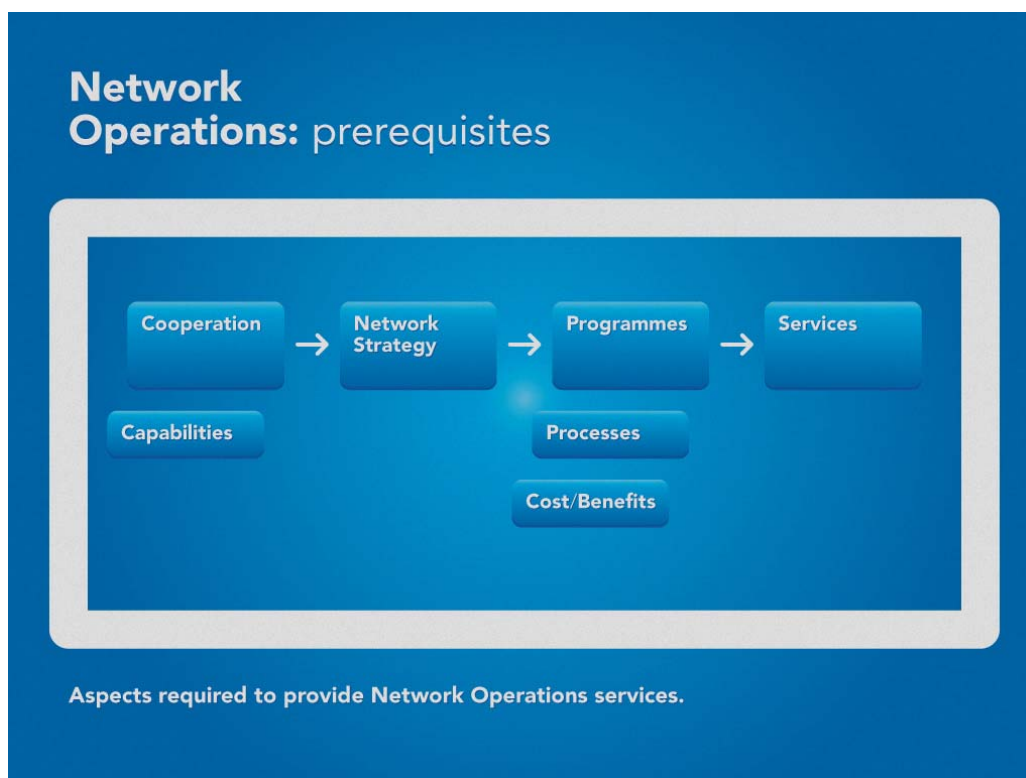 Network
Operations: prerequisites
Cooperation
Network
Strategy
Programmes
Services
Capabilities
Processes
Cost/Benefits
Aspects required to provide Network Operations services.